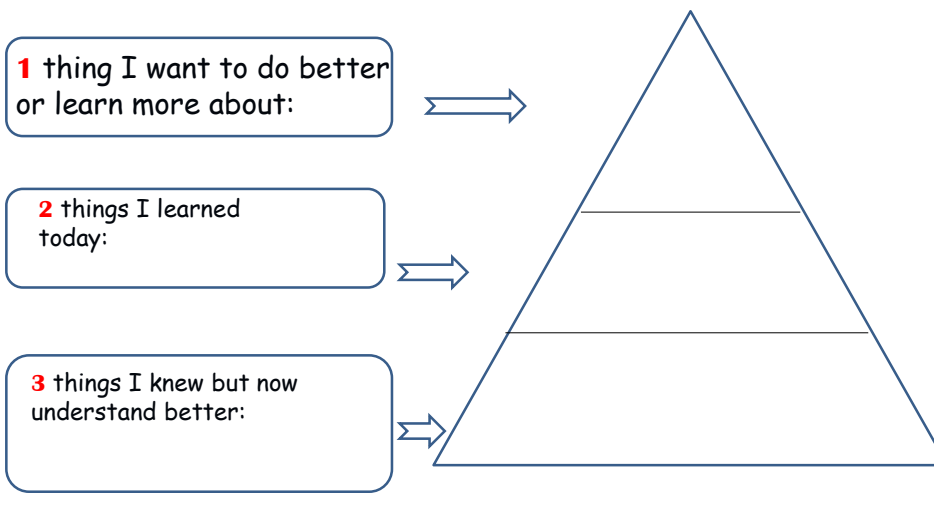 1 thing I want to do better
or learn more about:
2 things I learned
today:
3 things I knew but now
understand better: